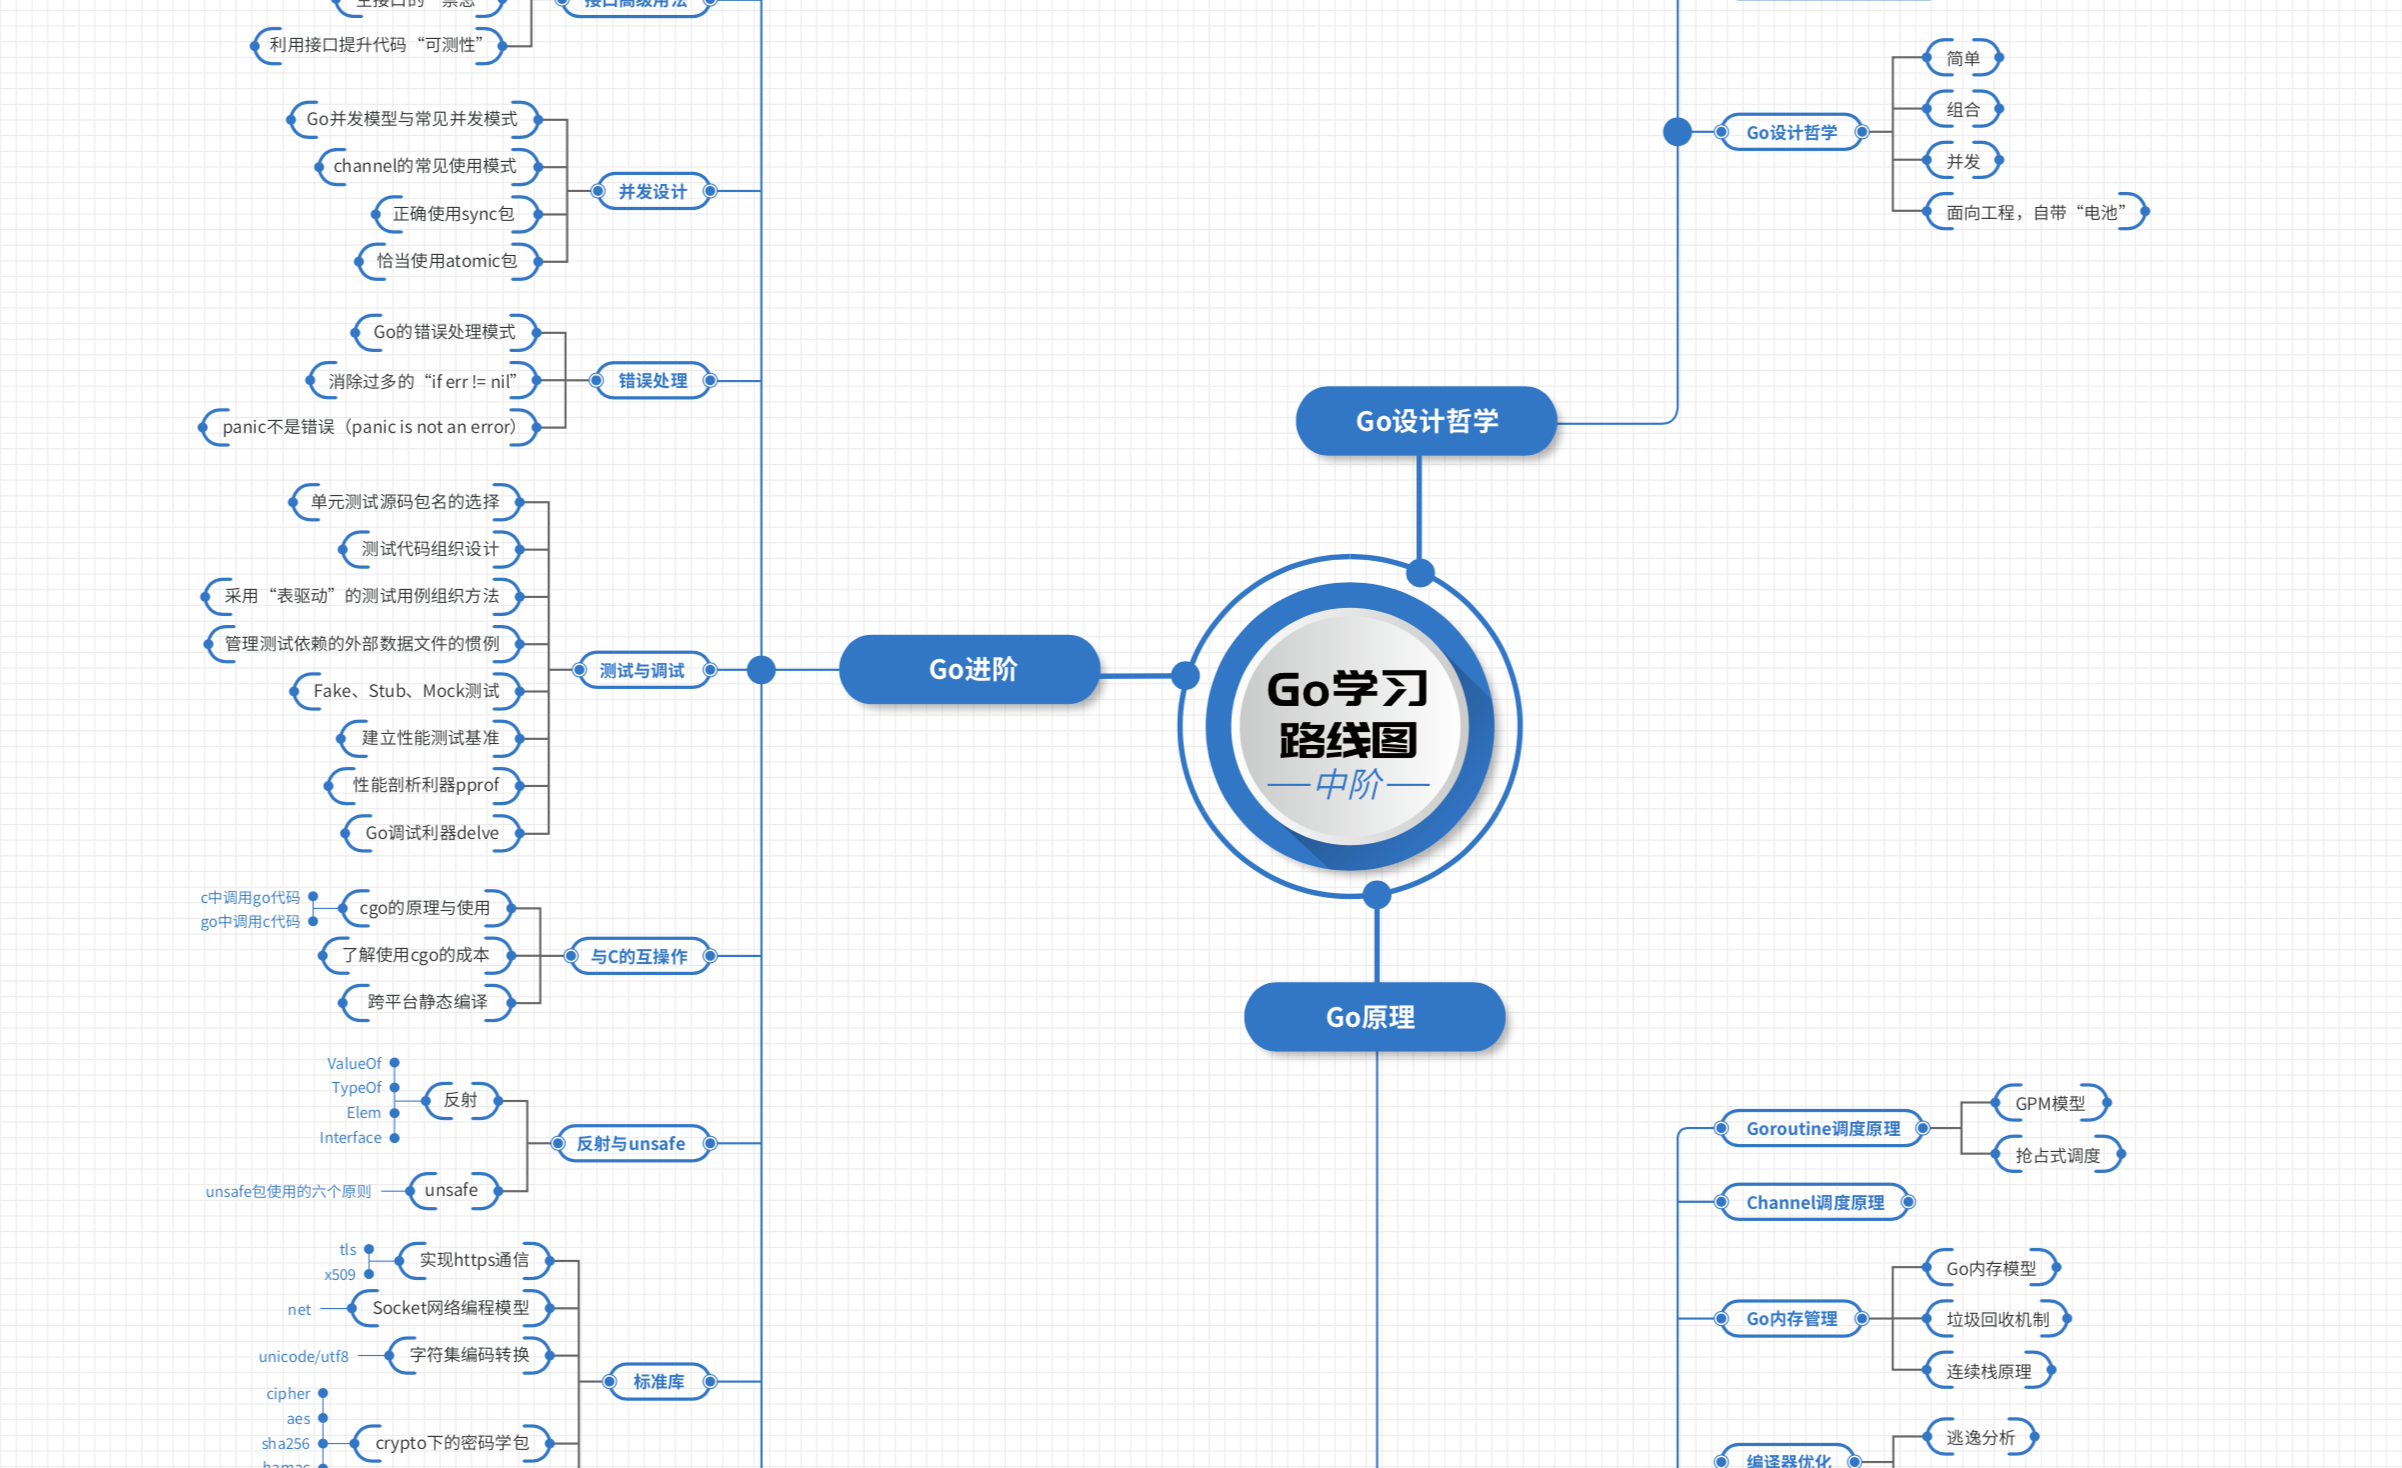 利用接口提升代码“可测性”
接口高级用法
Go并发模型与常见并发模式
channel的常见使用模式
正确使用sync包
恰当使用atomic包
并发设计
Go的错误处理模式
消除过多的“if err != nil”
panic不是错误（panic is not an error）
错误处理
单元测试源码包名的选择
测试代码组织设计
采用“表驱动”的测试用例组织方法
管理测试依赖的外部数据文件的惯例
Fake、Stub、Mock测试
建立性能测试基准
性能剖析利器pprof
Go调试利器delve
测试与调试
c中调用go代码
go中调用c代码
cgo的原理与使用
了解使用cgo的成本
跨平台静态编译
与C的互操作
ValueOf
TypeOf
Elem
Interface
反射
unsafe包使用的六个原则
unsafe
反射与unsafe
tls
x509
实现https通信
net
Socket网络编程模型
unicode/utf8
字符集编码转换
cipher
aes
sha256
crypto下的密码学包
标准库
Go进阶
Go学习
路线图
中阶
Go设计哲学
Go设计哲学
简单
组合
并发
面向工程，自带“电池”
Go原理
Goroutine调度原理
GPM模型
抢占式调度
Channel调度原理
Go内存管理
Go内存模型
垃圾回收机制
连续栈原理
编译器优化
逃逸分析